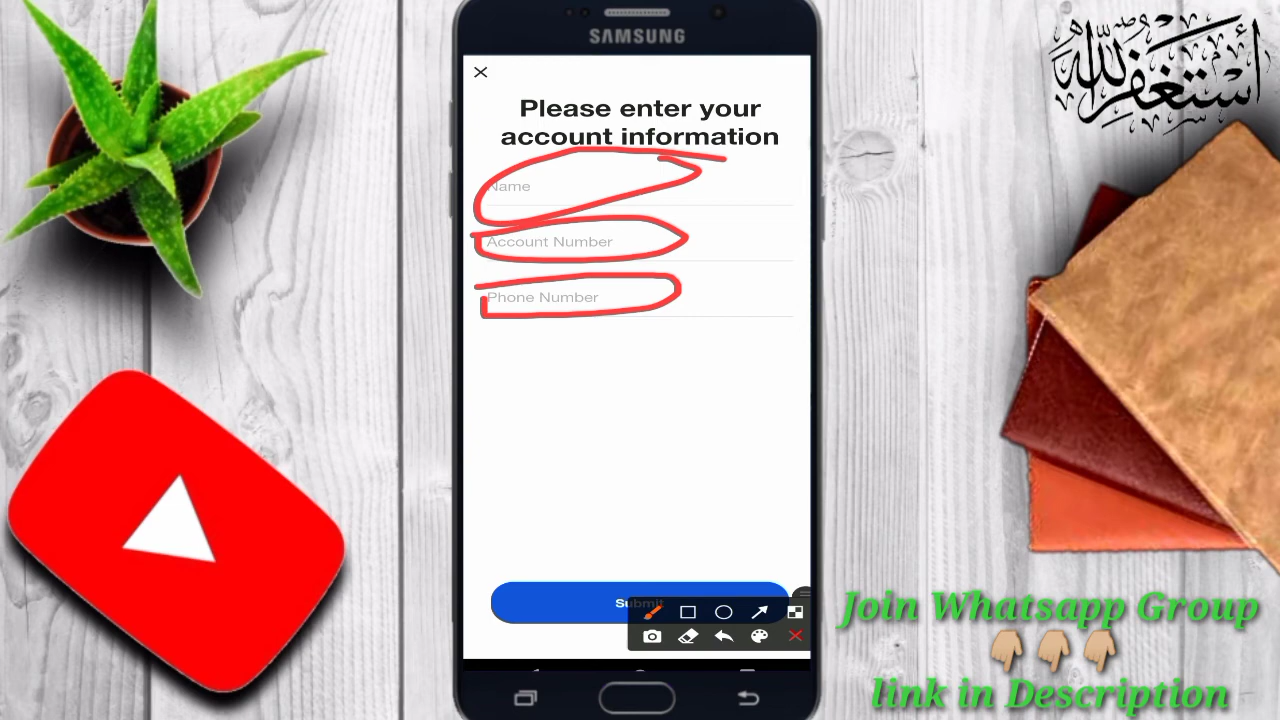 SAMSUNG
أستغفر الله
Please enter your
account information
Name
Account Number
Phone Number
Submit
Join Whatsapp Group
👇🏼👇🏼👇🏼
link in Description